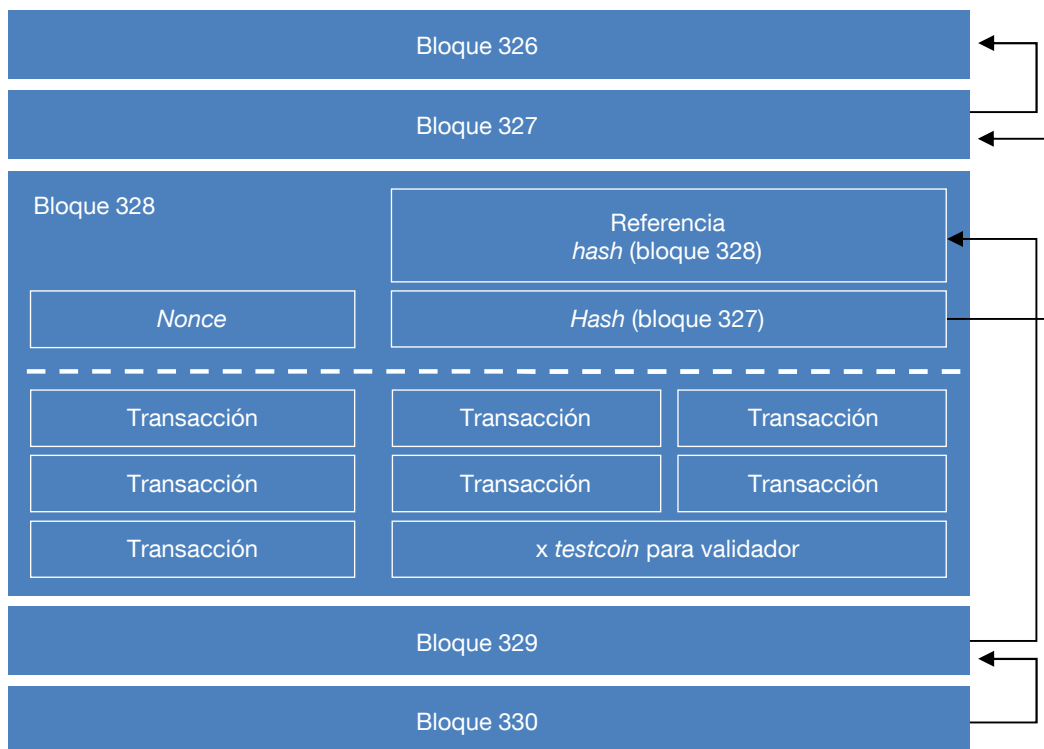 Bloque 326
Bloque 327
Bloque 328
Referencia
hash (bloque 328)
Nonce
Hash (bloque 327)
Transacción
Transacción
Transacción
Transacción
Transacción
Transacción
Transacción
x testcoin para validador
Bloque 329
Bloque 330